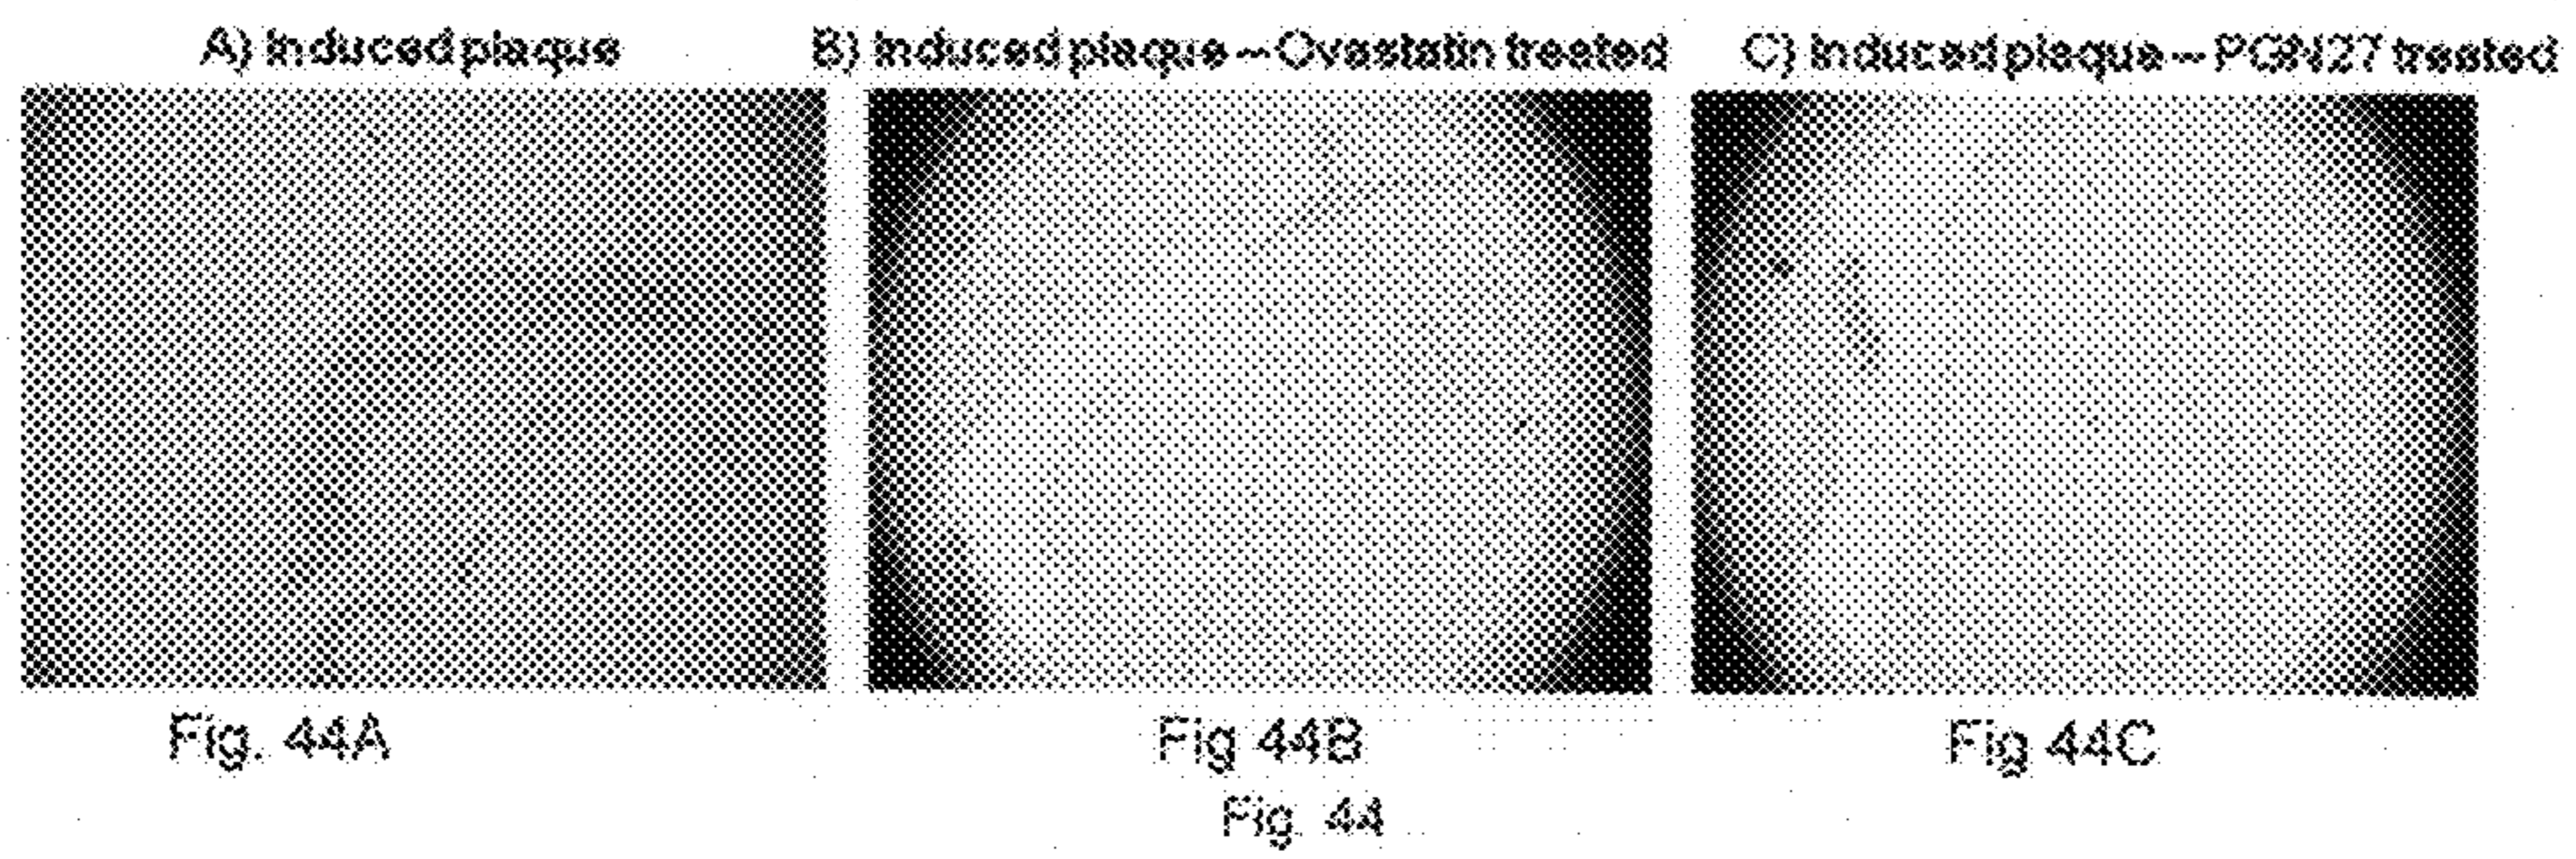 A) Induced plaque
B) Induced plaque – Ovastatin treated
C) Induced plaque – PGN27 treated
Fig. 44A
Fig 44B
Fig 44C
Fig. 44